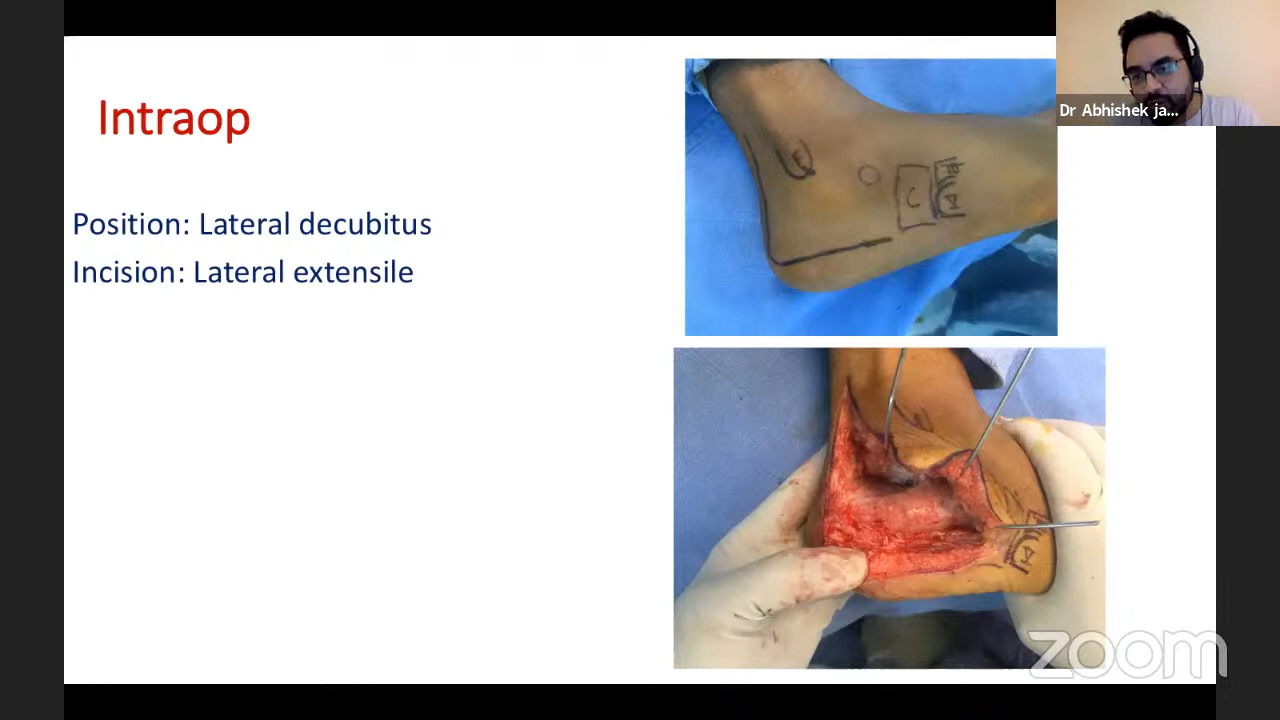 Intraop
Position: Lateral decubitus
Incision: Lateral extensile
Dr Abhishek ja...
C
zoom